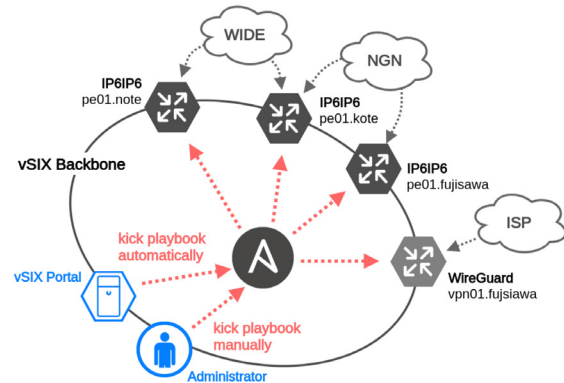 WIDE
NGN
IP6IP6
pe01.note
IP6IP6
pe01.kote
vSIX Backbone
IP6IP6
pe01.fujisawa
ISP
kick playbook
automatically
vSIX Portal
WireGuard
vpn01.fujsiawa
kick playbook
manually
Administrator